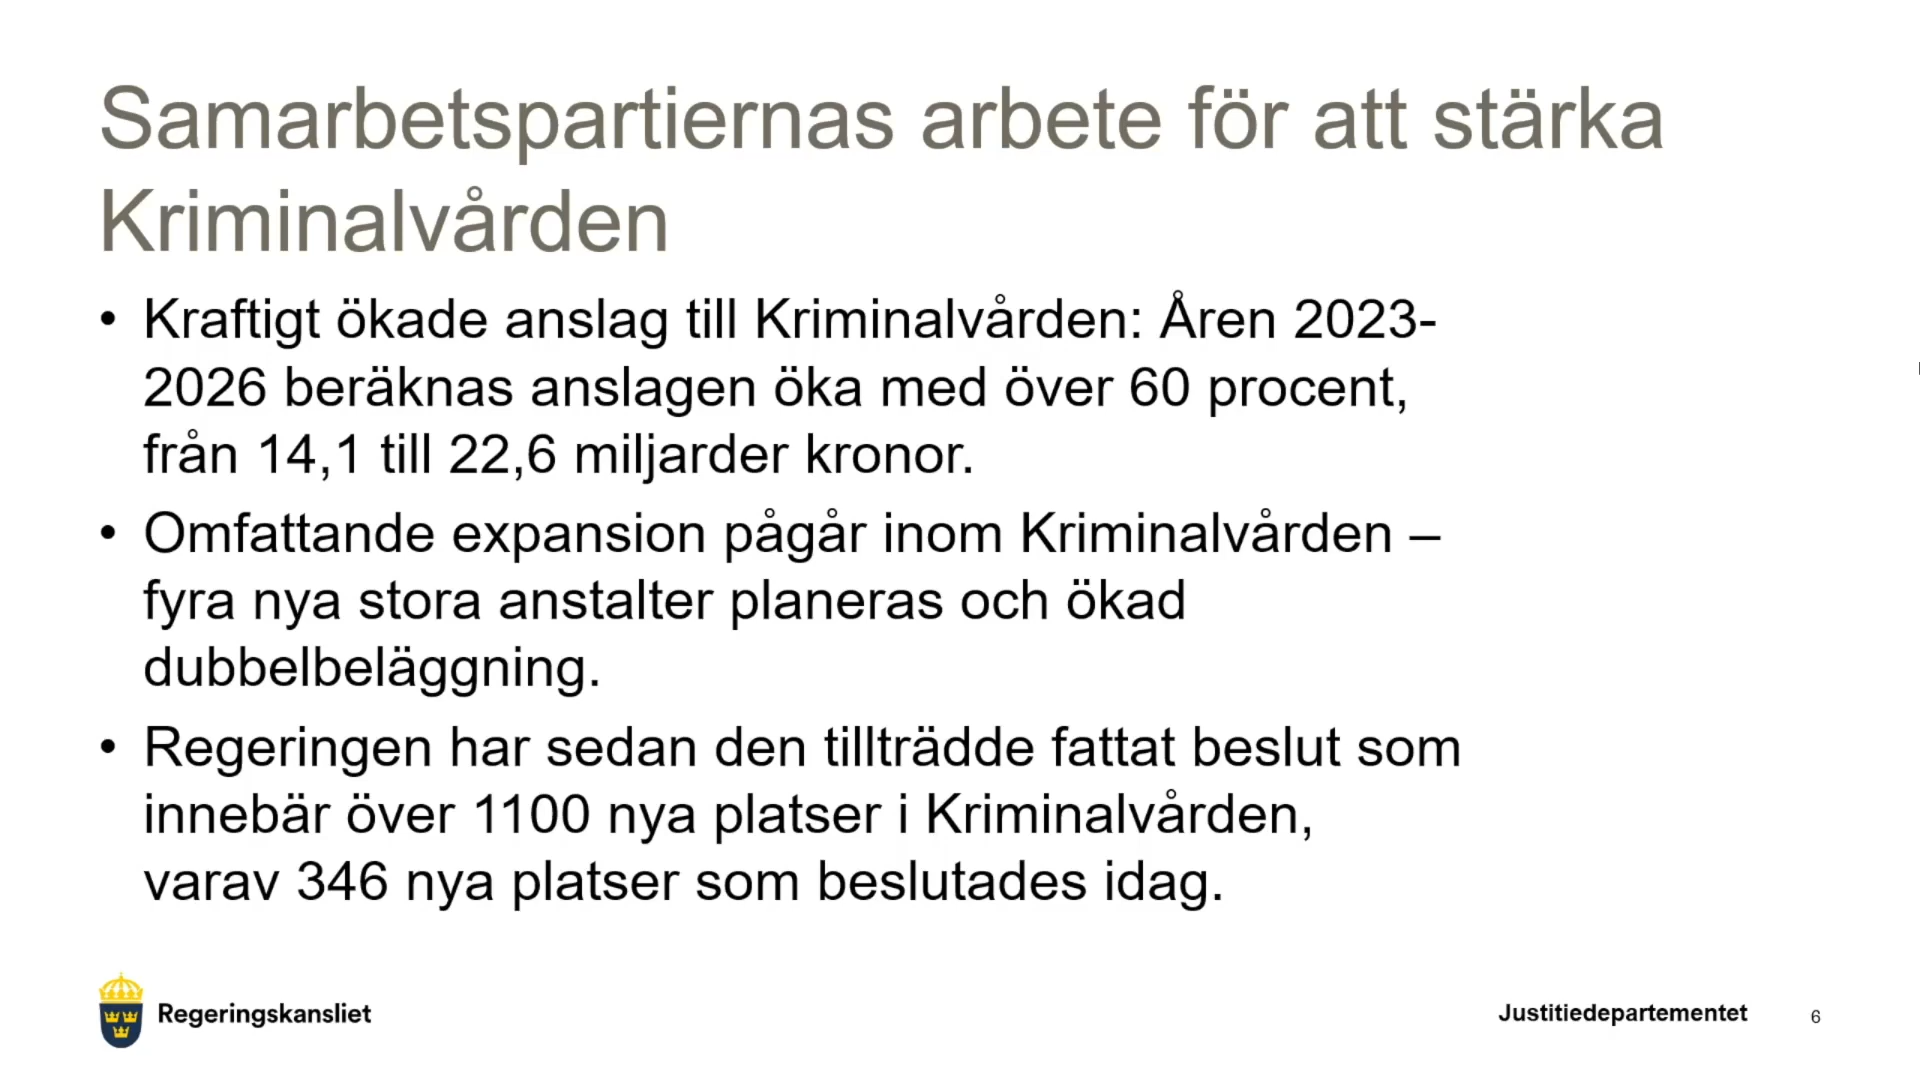 Samarbetspartiernas arbete för att stärka
Kriminalvården
• Kraftigt ökade anslag till Kriminalvården: Åren 2023-
2026 beräknas anslagen öka med över 60 procent,
från 14,1 till 22,6 miljarder kronor.
• Omfattande expansion pågår inom Kriminalvården –
fyra nya stora anstalter planeras och ökad
dubbelbeläggning.
• Regeringen har sedan den tillträdde fattat beslut som
innebär över 1100 nya platser i Kriminalvården,
varav 346 nya platser som beslutades idag.
Regeringskansliet
Justitiedepartementet 6